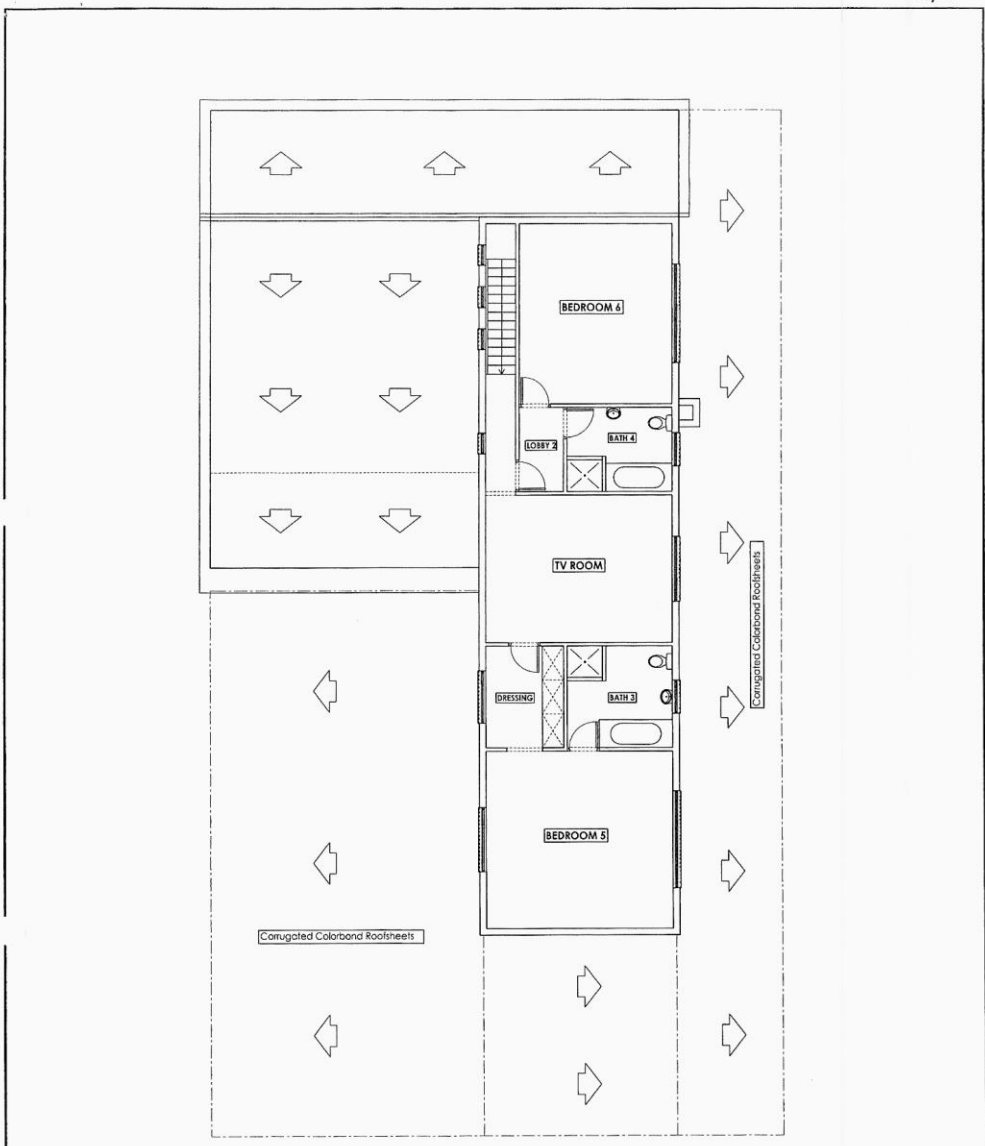 BEDROOM 6
LOBBY 2
BATH 4
TV ROOM
Corrugated Colorbond Roofsheets
DRESSING
BATH 3
BEDROOM 5
Corrugated Colorbond Roofsheets